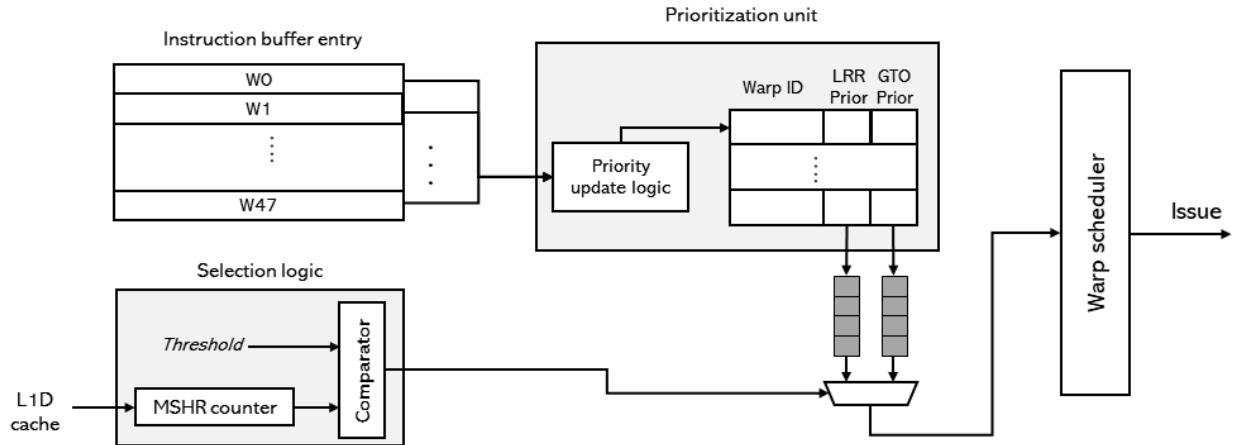 Prioritization unit
Instruction buffer entry
W0
W1
W47
Priority
update logic
Warp ID
LRR
Prior
GTO
Prior
Warp scheduler
Issue
Selection logic
Threshold
Comparator
L1D
cache
MSHR counter